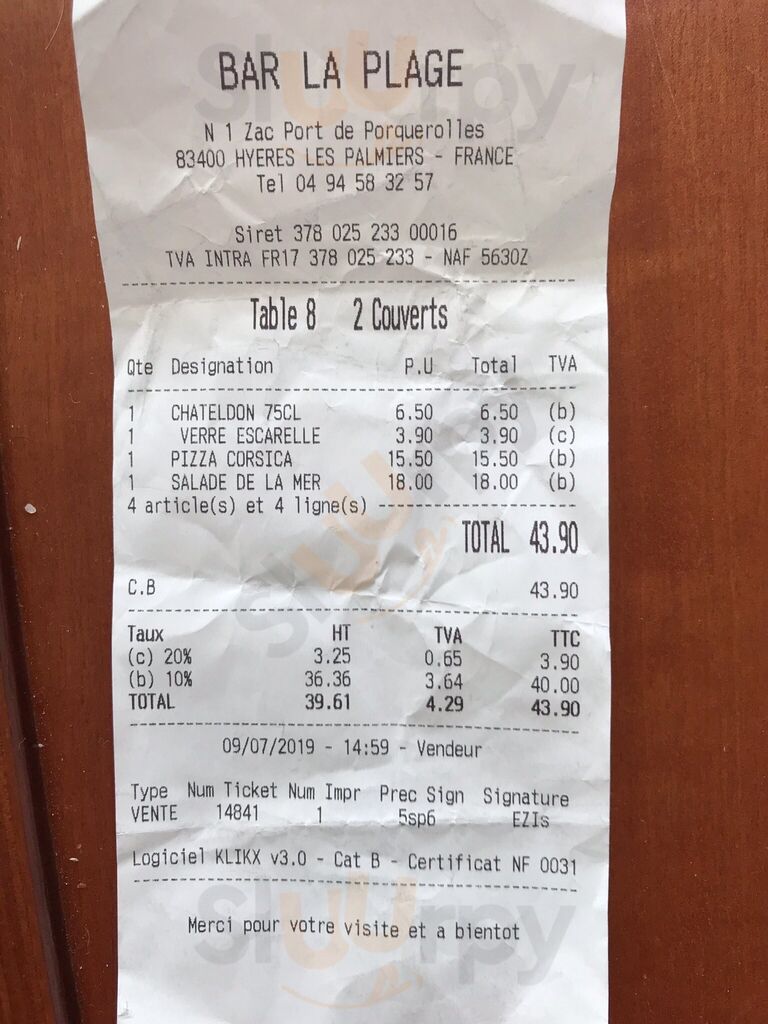 BAR LA PLAGE
N 1 Zac Port de Porquerolles
83400 HYERES LES PALMIERS - FRANCE
Tel 04 94 58 32 57
Siret 378 025 233 00016
TVA INTRA FR17 378 025 233 - NAF 5630Z
Table 8 2 Couverts
Qte Designation P.U Total TVA
1 CHATELDON 75CL 6.50 6.50 (b)
1 VERRE ESCARELLE 3.90 3.90 (c)
1 PIZZA CORSICA 15.50 15.50 (b)
1 SALADE DE LA MER 18.00 18.00 (b)
4 article(s) et 4 ligne(s)
TOTAL 43.90
C.B 43.90
Taux HT TVA TTC
(c) 20% 3.25 0.65 3.90
(b) 10% 36.36 3.64 40.00
TOTAL 39.61 4.29 43.90
09/07/2019 - 14:59 - Vendeur
Type Num Ticket Num Impr Prec Sign Signature
VENTE 14841 1 5sp6 EZIs
Logiciel KLIKX v3.0 - Cat B - Certificat NF 0031
Merci pour votre visite et a bientot
Sluurpy
Sluurpy
Sluurpy